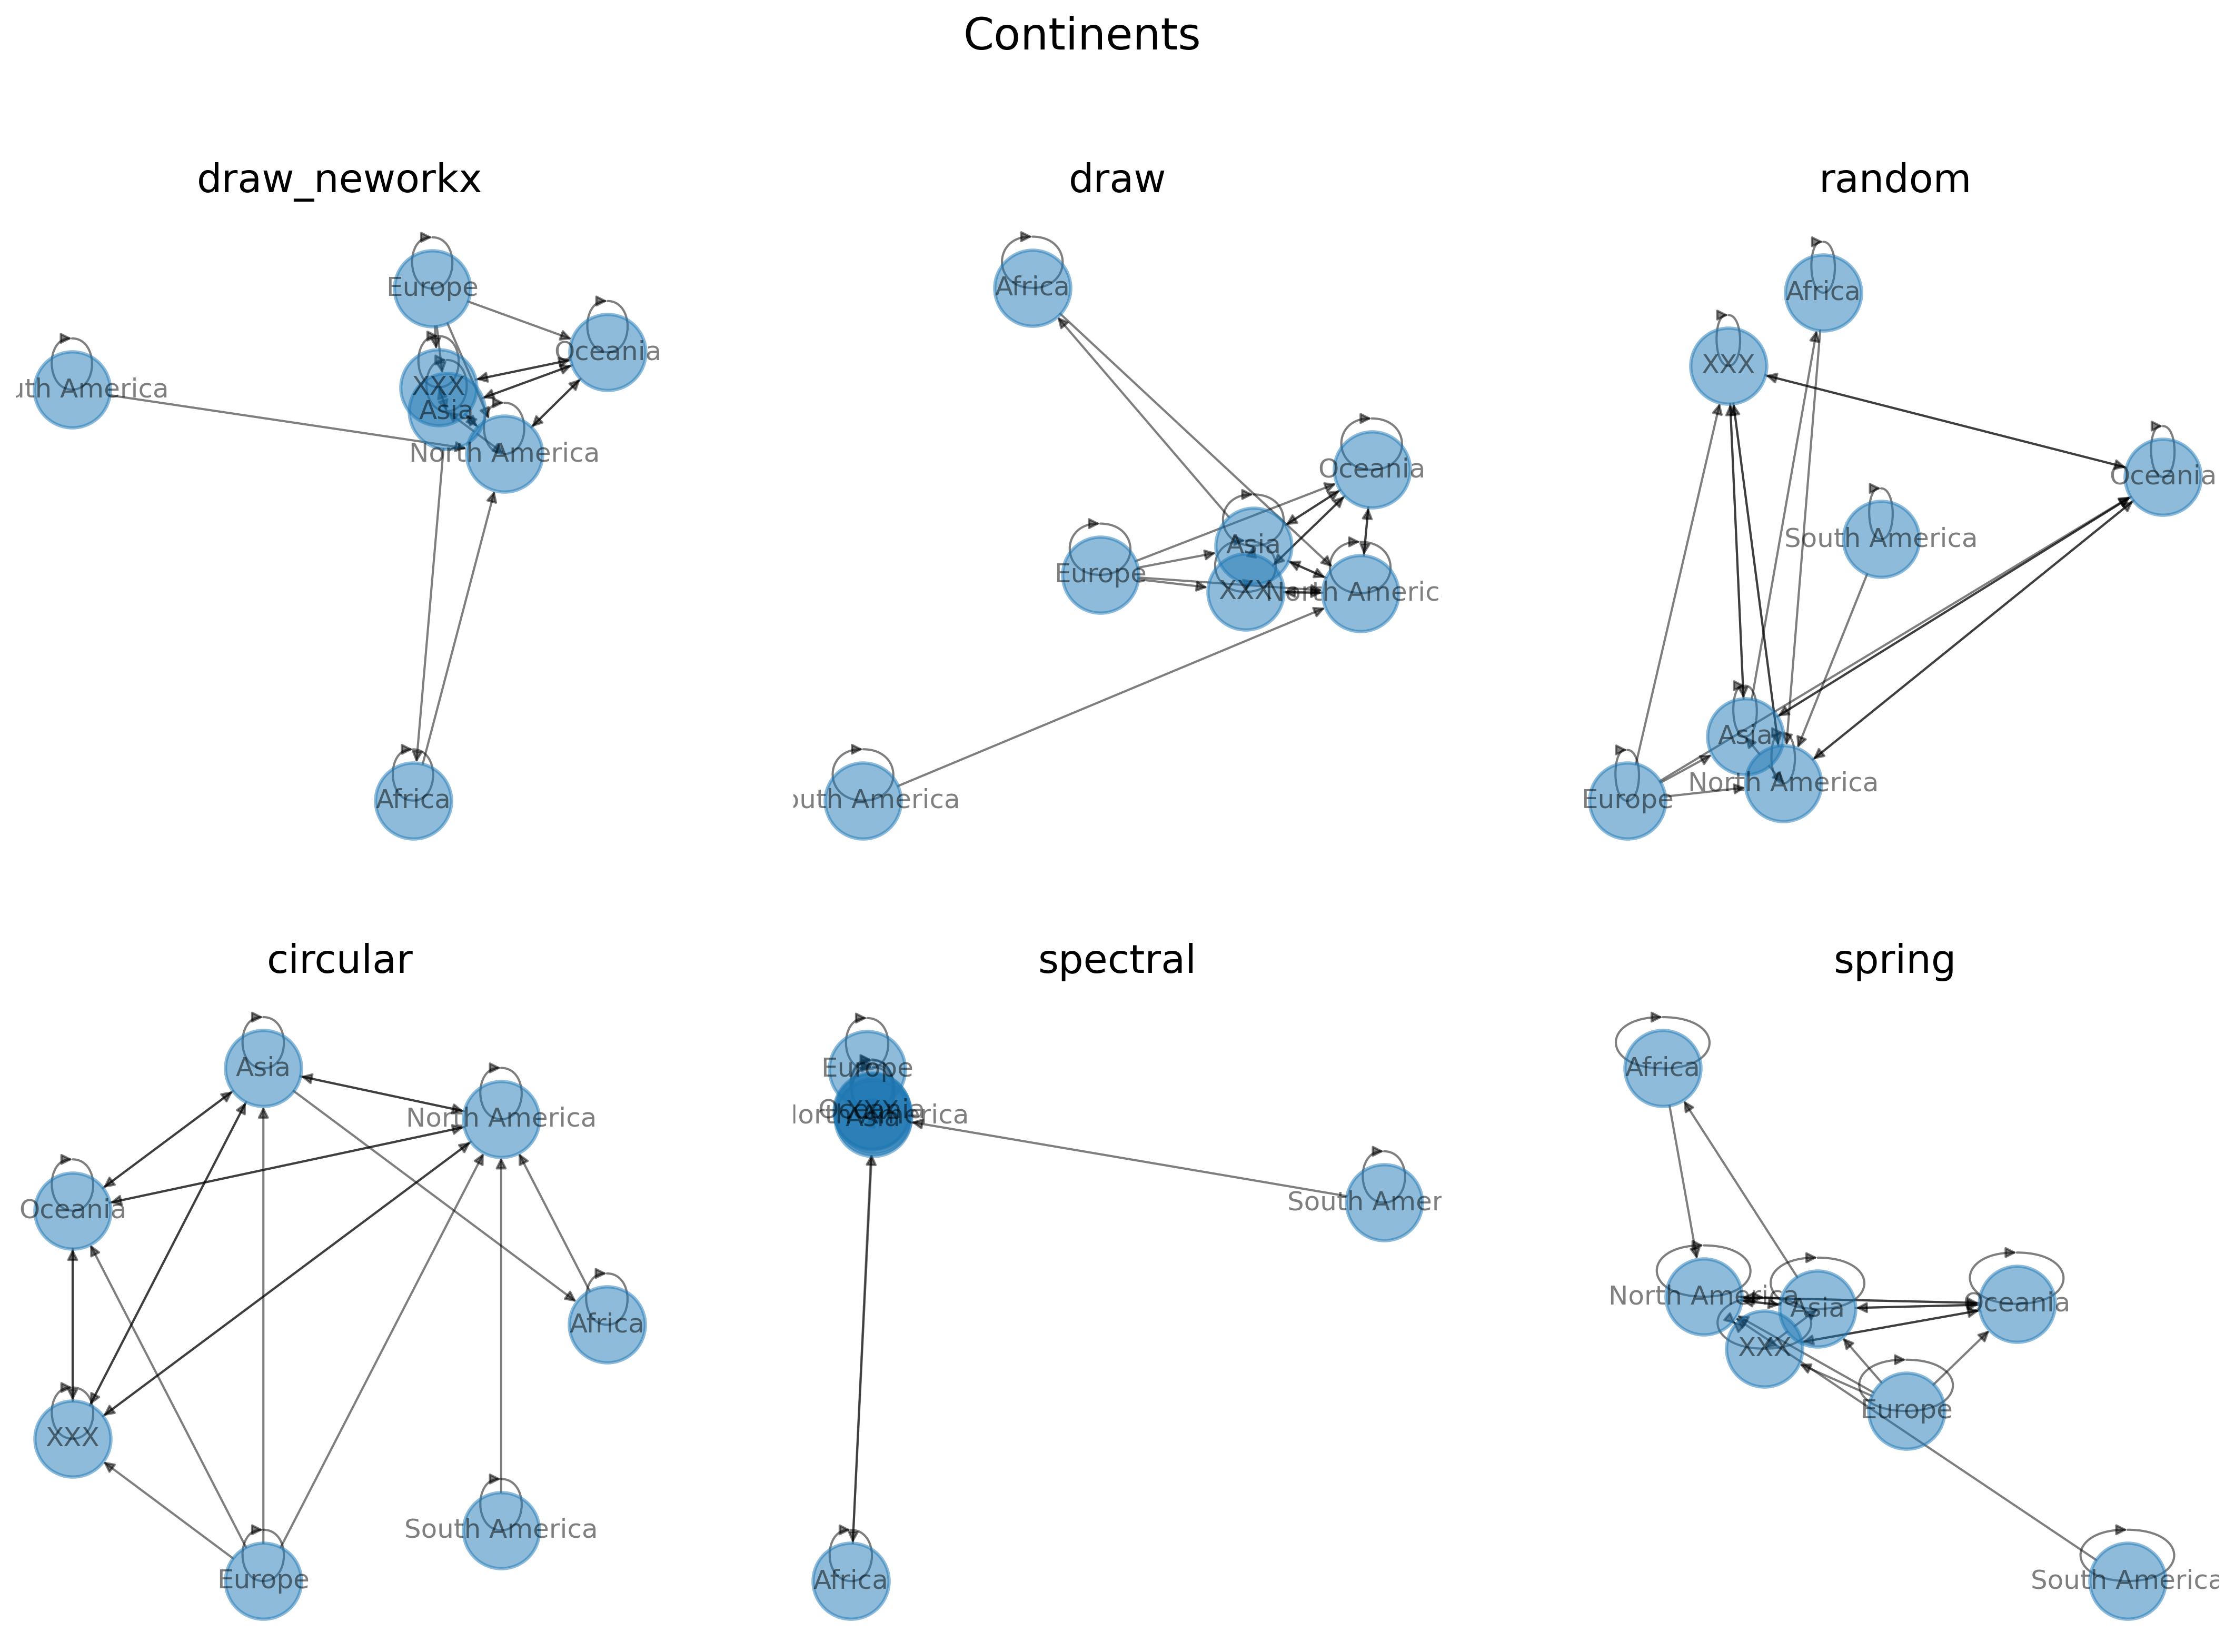 Continents
draw_neworkx
Europe
Oceania
XXX
uth America
Asia
North America
Africa
draw
Africa
Oceania
Asia
Europe
XXX
North Americ
outh America
random
Africa
XXX
Oceania
South America
Asia
North America
Europe
circular
Asia
North America
Oceania
Africa
XXX
South America
Europe
spectral
Europe
Oceania
XXX
North America
Asia
South Amer
Africa
spring
Africa
North America
Asia
Oceania
XXX
Europe
South America